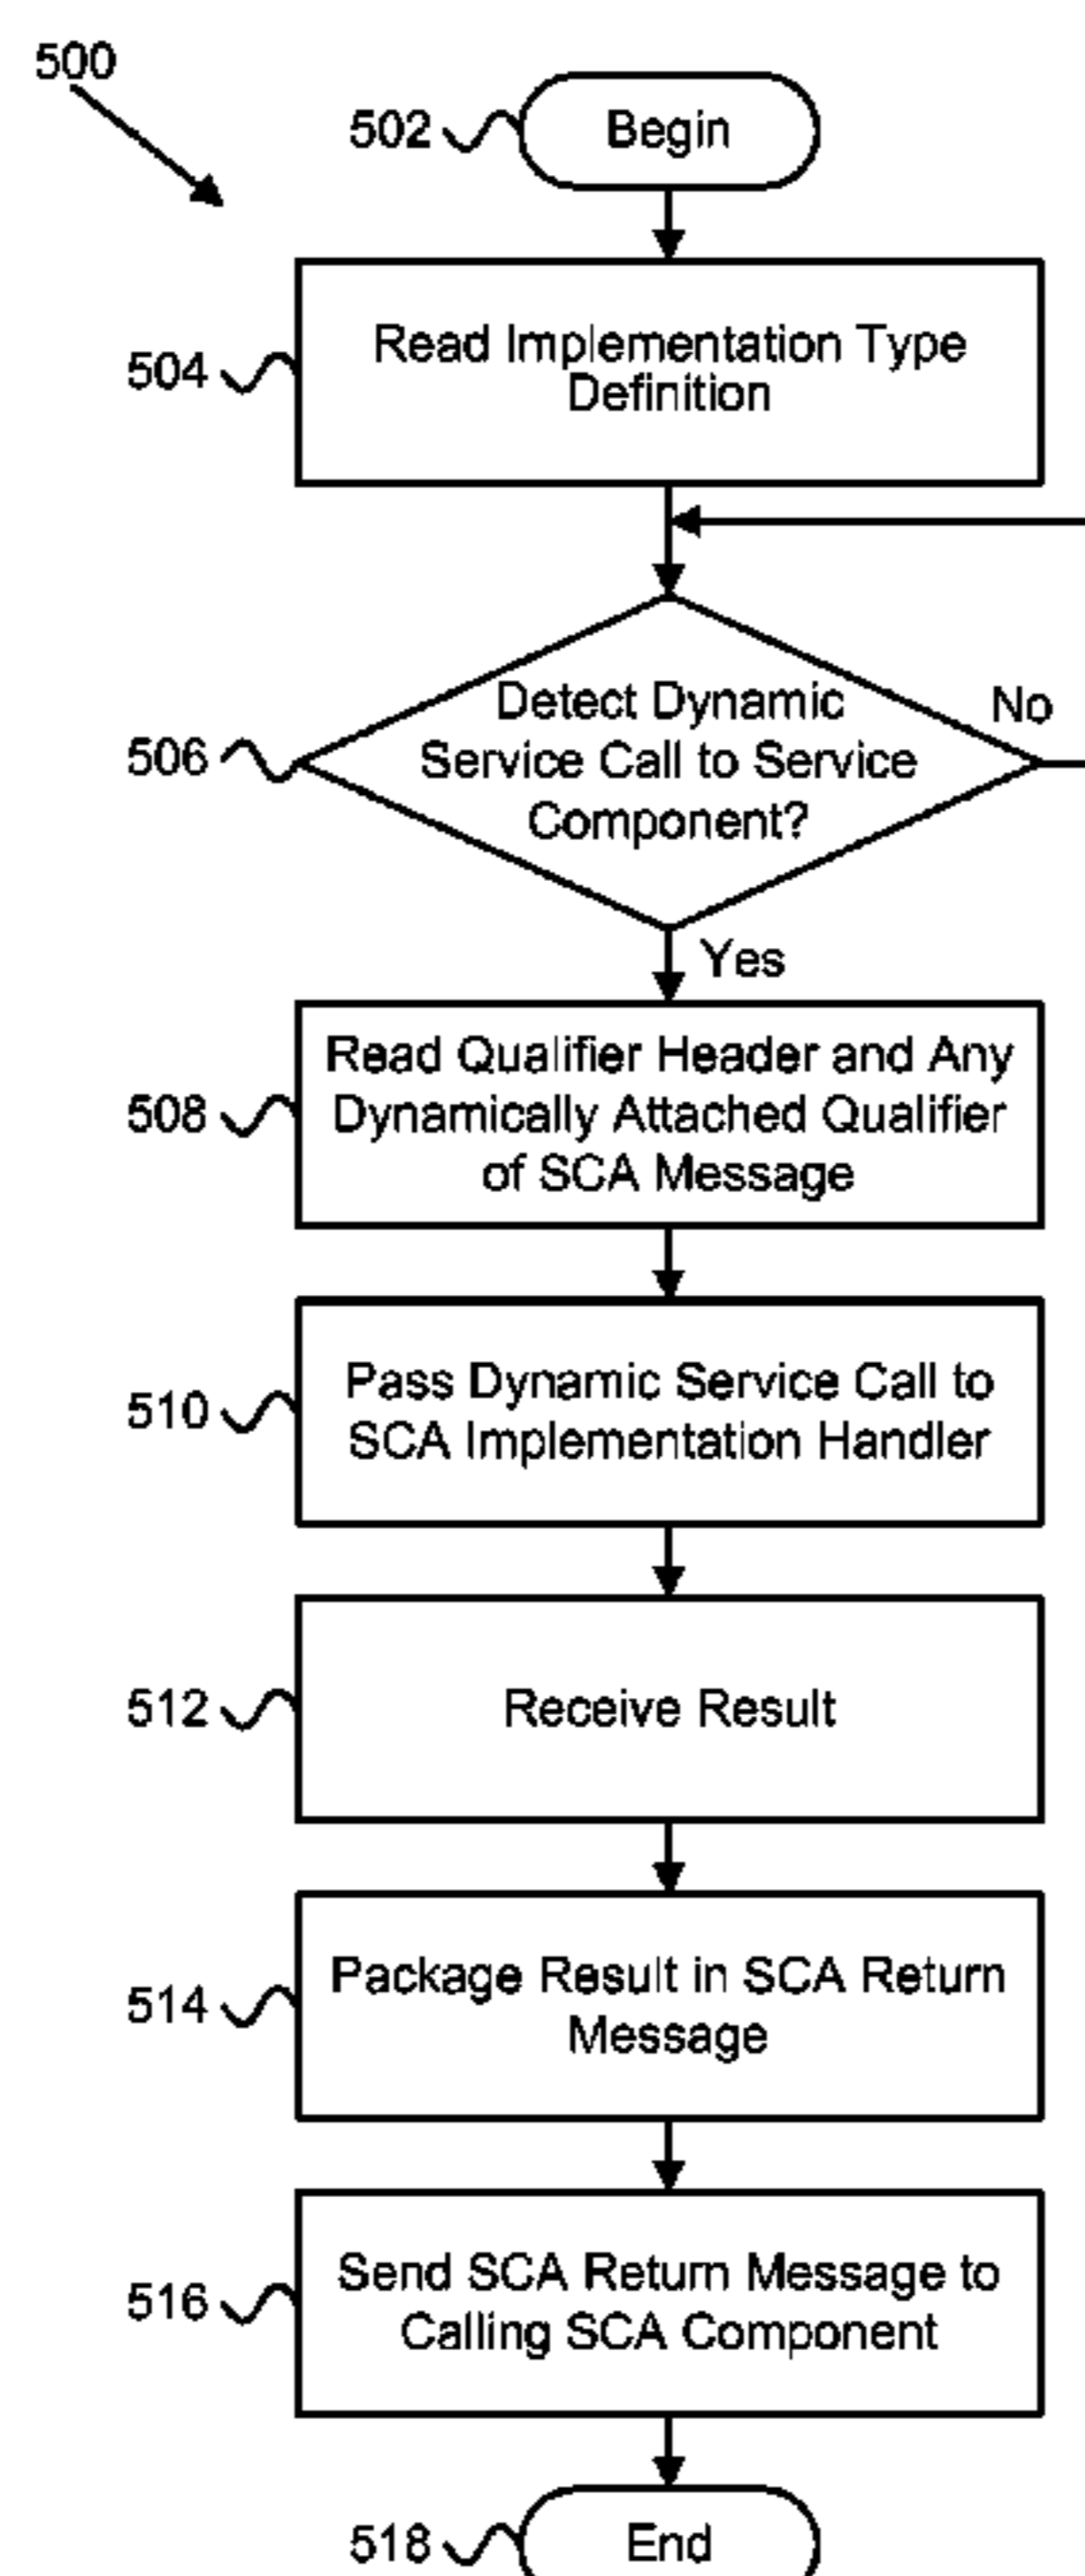 500
502
Begin
504
Read Implementation Type
Definition
506
Detect Dynamic
Service Call to Service
Component?
No
Yes
508
Read Qualifier Header and Any
Dynamically Attached Qualifier
of SCA Message
510
Pass Dynamic Service Call to
SCA Implementation Handler
512
Receive Result
514
Package Result in SCA Return
Message
516
Send SCA Return Message to
Calling SCA Component
518
End